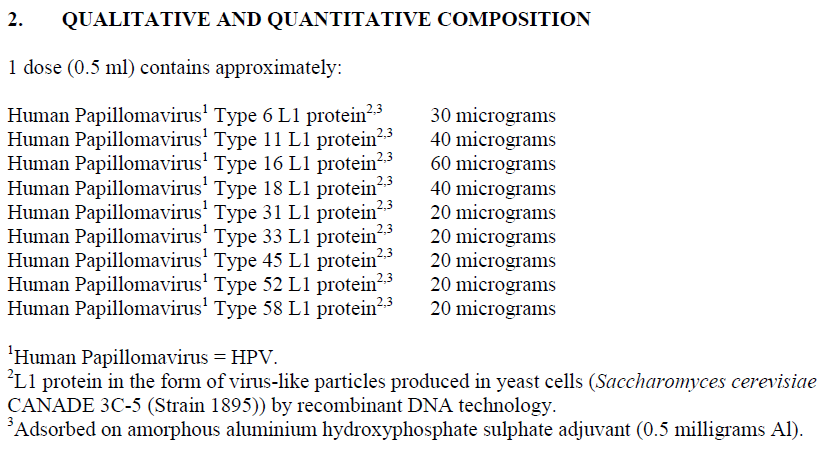 2. QUALITATIVE AND QUANTITATIVE COMPOSITION
1 dose (0.5 ml) contains approximately:
Human Papillomavirus¹ Type 6 L1 protein²,³ 30 micrograms
Human Papillomavirus¹ Type 11 L1 protein²,³ 40 micrograms
Human Papillomavirus¹ Type 16 L1 protein²,³ 60 micrograms
Human Papillomavirus¹ Type 18 L1 protein²,³ 40 micrograms
Human Papillomavirus¹ Type 31 L1 protein²,³ 20 micrograms
Human Papillomavirus¹ Type 33 L1 protein²,³ 20 micrograms
Human Papillomavirus¹ Type 45 L1 protein²,³ 20 micrograms
Human Papillomavirus¹ Type 52 L1 protein²,³ 20 micrograms
Human Papillomavirus¹ Type 58 L1 protein²,³ 20 micrograms
¹Human Papillomavirus = HPV.
²L1 protein in the form of virus-like particles produced in yeast cells (Saccharomyces cerevisiae
CANADE 3C-5 (Strain 1895)) by recombinant DNA technology.
³Adsorbed on amorphous aluminium hydroxyphosphate sulphate adjuvant (0.5 milligrams Al).